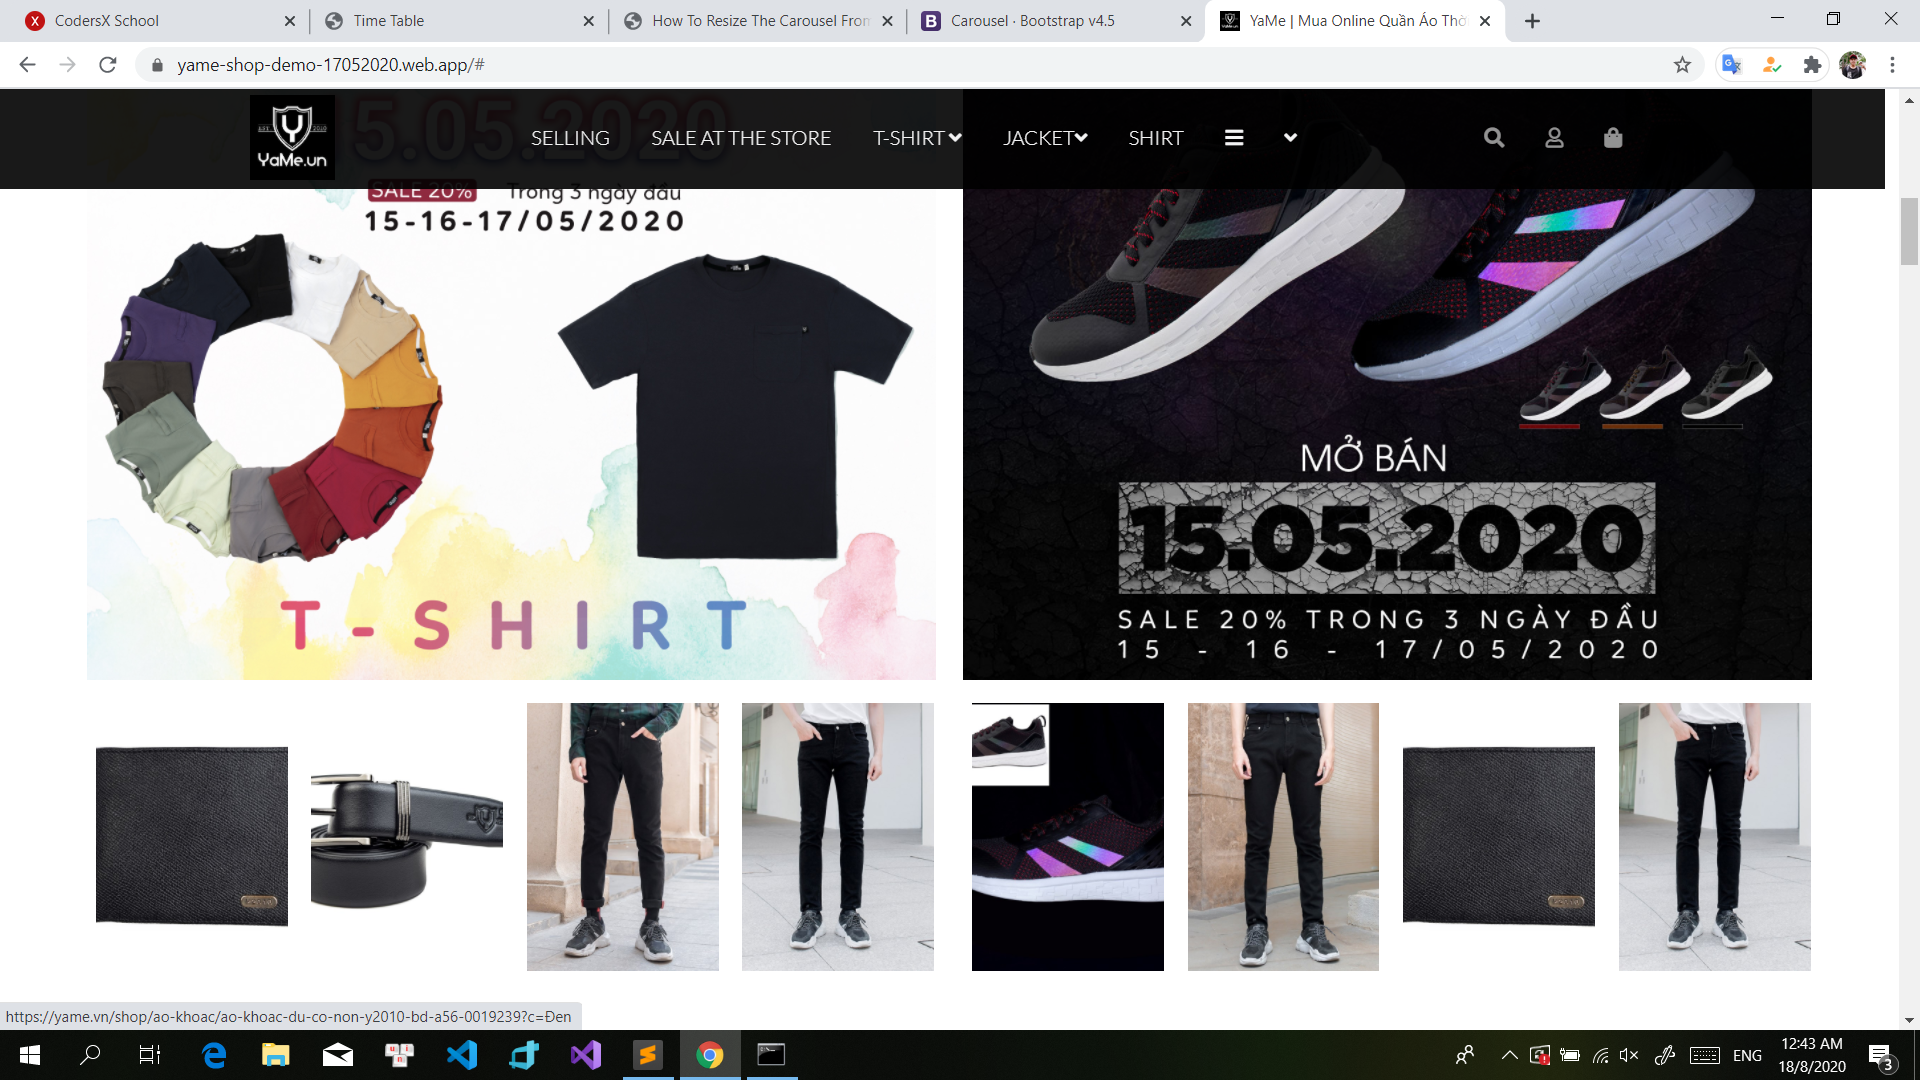 CodersX School
Time Table
How To Resize The Carousel From
Carousel · Bootstrap v4.5
YaMe | Mua Online Quần Áo Thờ
yame-shop-demo-17052020.web.app/#
YaMe.vn
SELLING
SALE AT THE STORE
T-SHIRT
JACKET
SHIRT
5.05.2020
SALE 20% Trong 3 ngày đầu
15-16-17/05/2020
T-SHIRT
MỞ BÁN
15.05.2020
SALE 20% TRONG 3 NGÀY ĐẦU
15 - 16 - 17/05/2020
https://yame.vn/shop/ao-khoac/ao-khoac-du-co-non-y2010-bd-a56-0019239?c=Đen
ENG
12:43 AM
18/8/2020
3